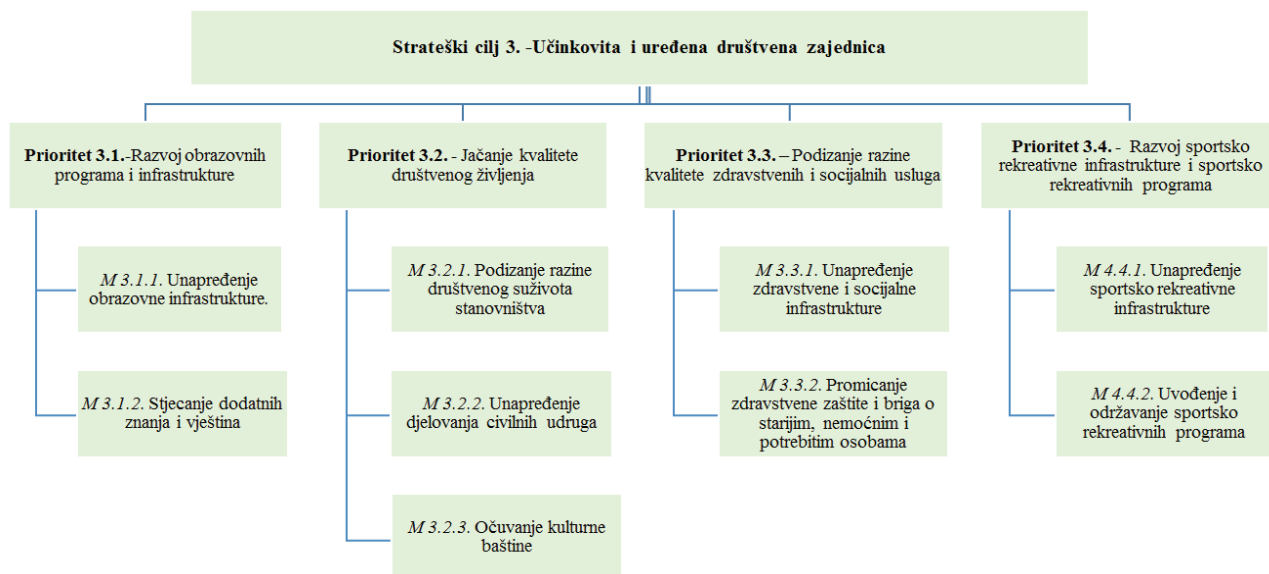 Strateški cilj 3. -Učinkovita i uređena društvena zajednica
Prioritet 3.1.-Razvoj obrazovnih
programa i infrastrukture
Prioritet 3.2. - Jačanje kvalitete
društvenog življenja
Prioritet 3.3. – Podizanje razine
kvalitete zdravstvenih i socijalnih usluga
Prioritet 3.4. - Razvoj sportsko
rekreativne infrastrukture i sportsko
rekreativnih programa
M 3.1.1. Unapređenje
obrazovne infrastrukture.
M 3.2.1. Podizanje razine
društvenog suživota
stanovništva
M 3.3.1. Unapređenje
zdravstvene i socijalne
infrastrukture
M 4.4.1. Unapređenje
sportsko rekreativne
infrastrukture
M 3.1.2. Stjecanje dodatnih
znanja i vještina
M 3.2.2. Unapređenje
djelovanja civilnih udruga
M 3.3.2. Promicanje
zdravstvene zaštite i briga o
starijim, nemoćnim i
potrebitim osobama
M 4.4.2. Uvođenje i
održavanje sportsko
rekreativnih programa
M 3.2.3. Očuvanje kulturne
baštine